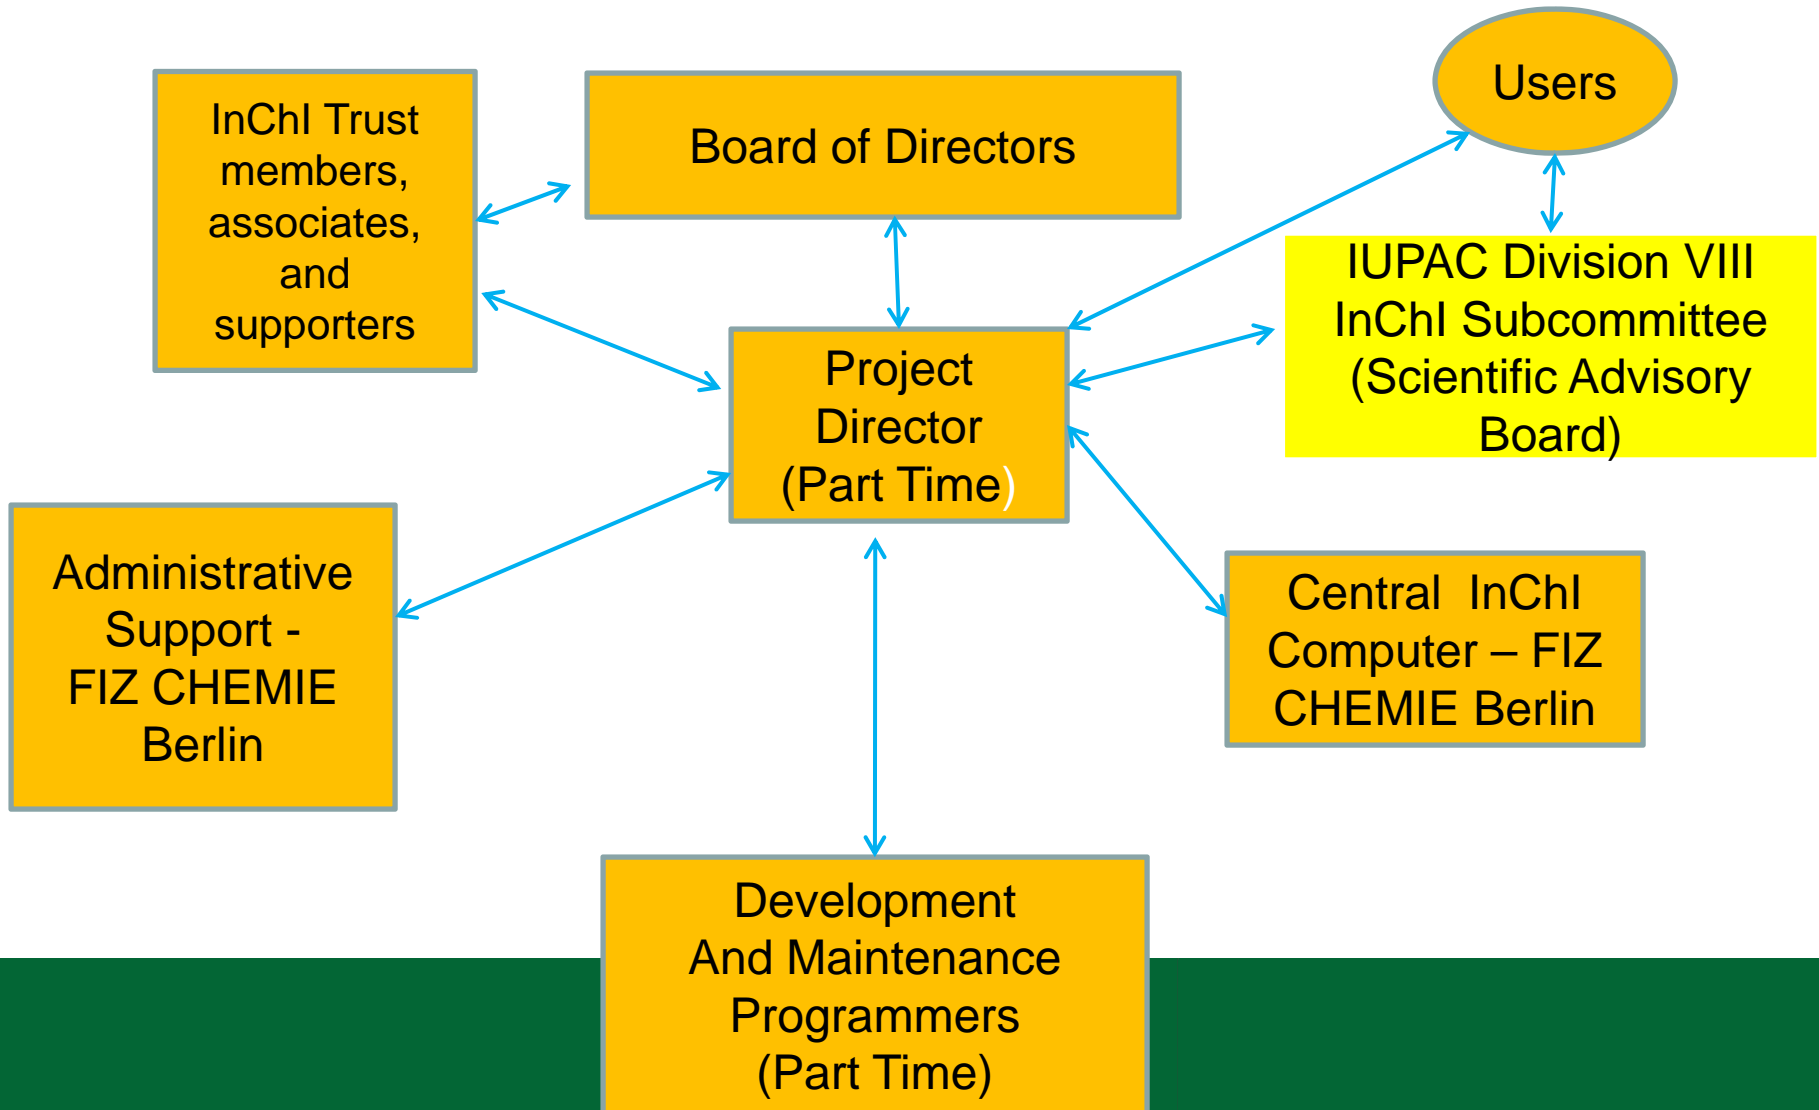 InChI Trust
members,
associates,
and
supporters
Board of Directors
Users
IUPAC Division VIII
InChI Subcommittee
(Scientific Advisory
Board)
Project
Director
(Part Time)
Administrative
Support -
FIZ CHEMIE
Berlin
Central  InChI
Computer – FIZ
CHEMIE Berlin
Development
And Maintenance
Programmers
(Part Time)